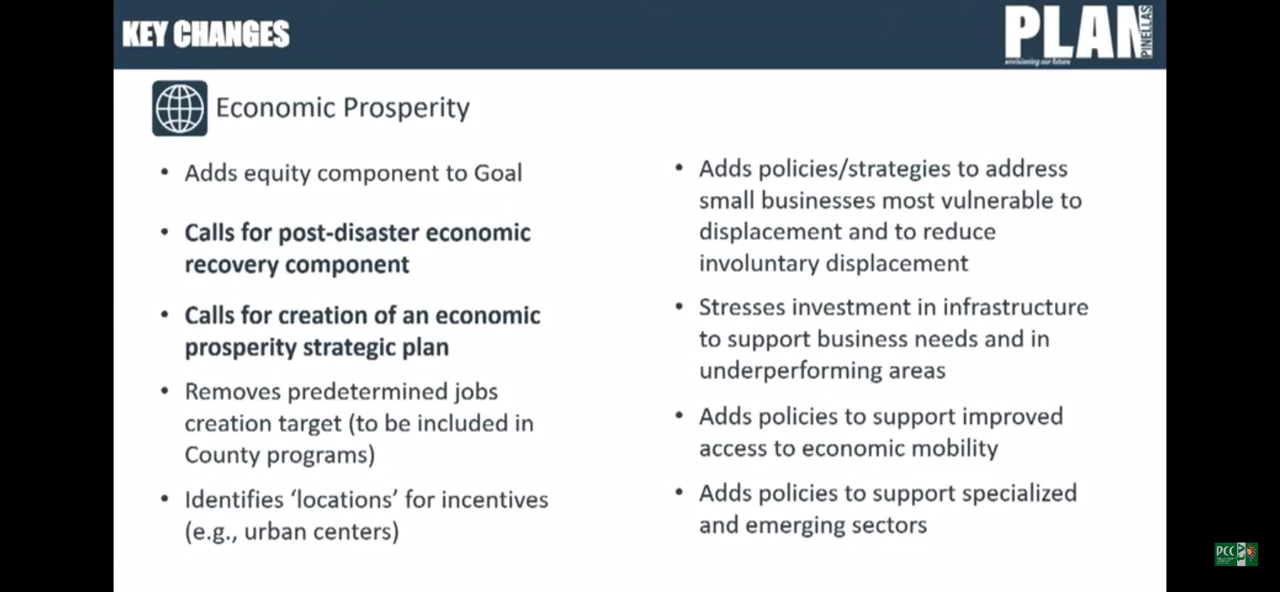 KEY CHANGES
PLAN
PINELLAS
envisioning our future
Economic Prosperity
• Adds equity component to Goal
• Calls for post-disaster economic
recovery component
• Calls for creation of an economic
prosperity strategic plan
• Removes predetermined jobs
creation target (to be included in
County programs)
• Identifies ‘locations’ for incentives
(e.g., urban centers)
• Adds policies/strategies to address
small businesses most vulnerable to
displacement and to reduce
involuntary displacement
• Stresses investment in infrastructure
to support business needs and in
underperforming areas
• Adds policies to support improved
access to economic mobility
• Adds policies to support specialized
and emerging sectors
PCC